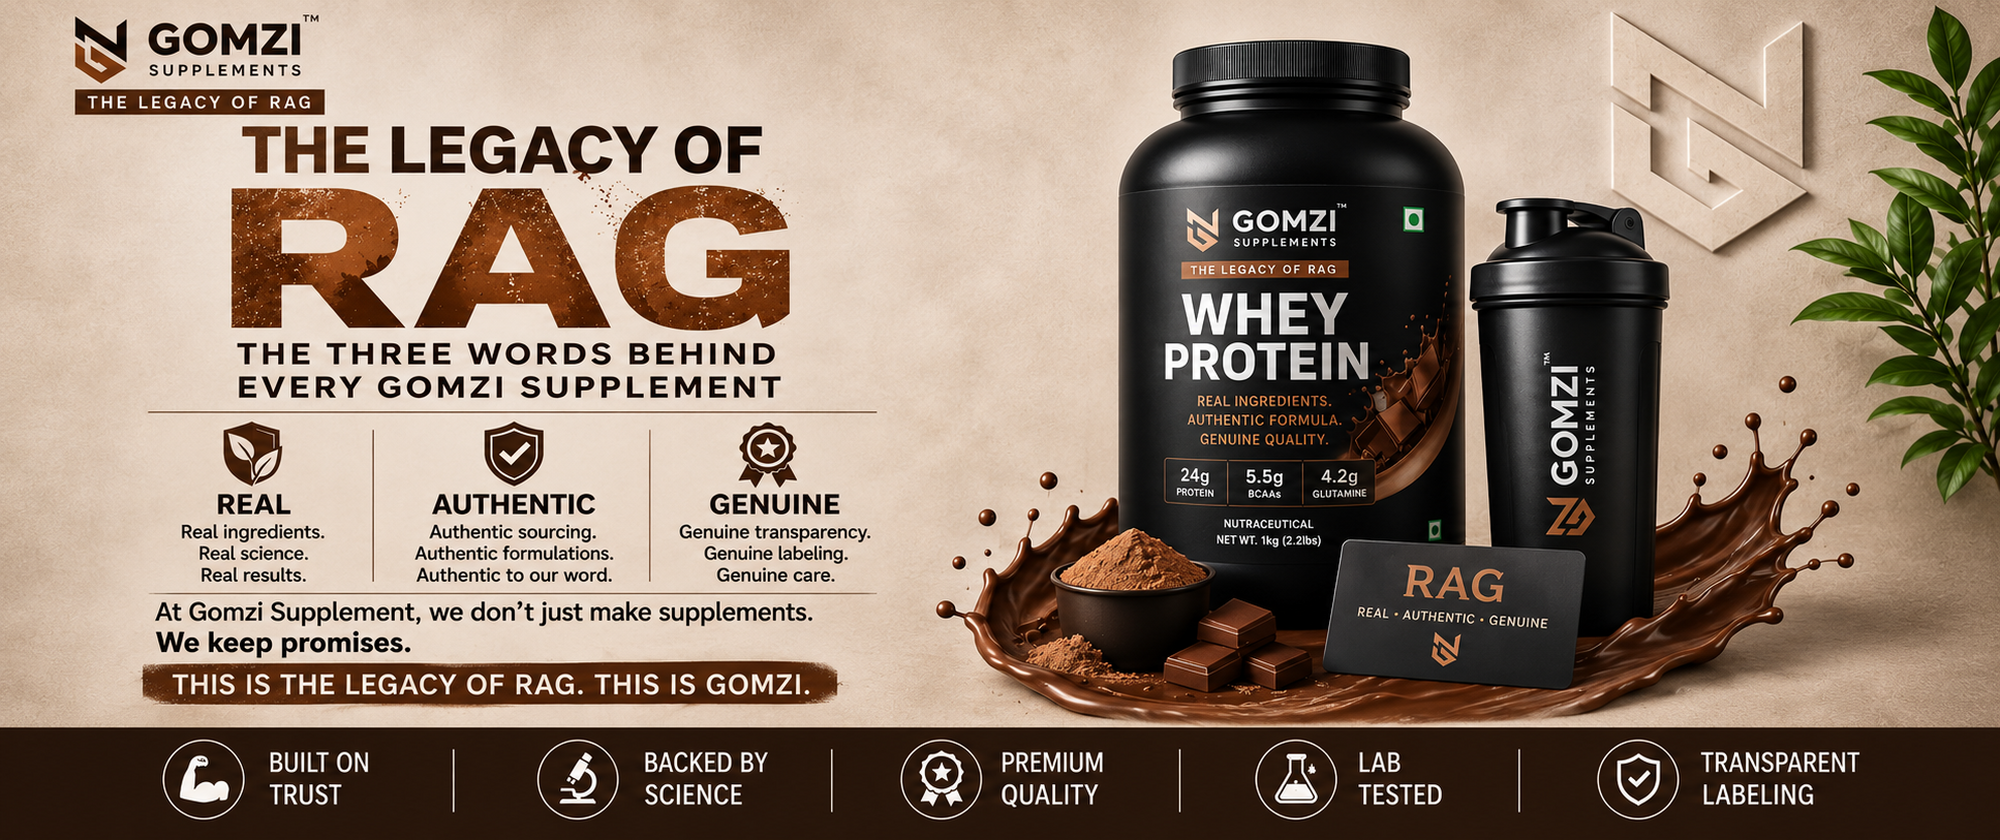 GOMZI™
SUPPLEMENTS
THE LEGACY OF RAG
THE LEGACY OF
RAG
THE THREE WORDS BEHIND
EVERY GOMZI SUPPLEMENT
REAL
Real ingredients.
Real science.
Real results.
AUTHENTIC
Authentic sourcing.
Authentic formulations.
Authentic to our word.
GENUINE
Genuine transparency.
Genuine labeling.
Genuine care.
At Gomzi Supplement, we don't just make supplements.
We keep promises.
THIS IS THE LEGACY OF RAG. THIS IS GOMZI.
GOMZI™
SUPPLEMENTS
THE LEGACY OF RAG
WHEY
PROTEIN
REAL INGREDIENTS.
AUTHENTIC FORMULA.
GENUINE QUALITY.
24g
PROTEIN
5.5g
BCAAs
4.2g
GLUTAMINE
NUTRACEUTICAL
NET WT. 1kg (2.2lbs)
GOMZI™
SUPPLEMENTS
RAG
REAL • AUTHENTIC • GENUINE
BUILT ON
TRUST
BACKED BY
SCIENCE
PREMIUM
QUALITY
LAB
TESTED
TRANSPARENT
LABELING